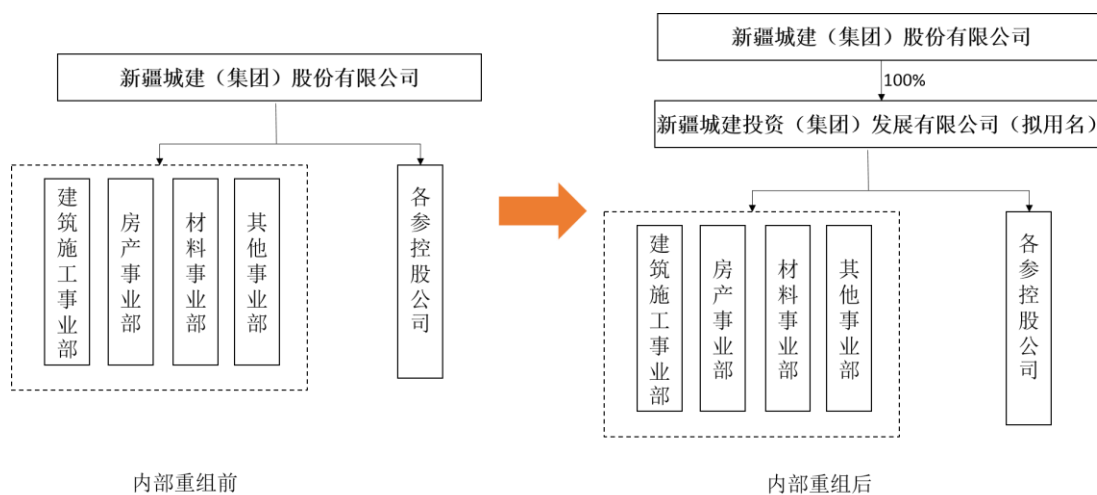 新疆城建（集团）股份有限公司
建筑施工事业部
房产事业部
材料事业部
其他事业部
各参控股公司
内部重组前
新疆城建（集团）股份有限公司
100%
新疆城建投资（集团）发展有限公司（拟用名）
建筑施工事业部
房产事业部
材料事业部
其他事业部
各参控股公司
内部重组后